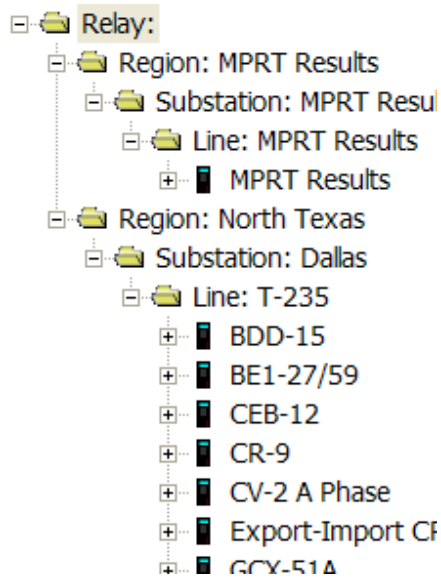 Relay:
Region: MPRT Results
Substation: MPRT
Line: MPRT Results
MPRT Results
Region: North Texas
Substation: Dallas
Line: T-235
BDD-15
BE1-27/59
CEB-12
CR-9
CV-2 A Phase
Export-Import
GCX-51A